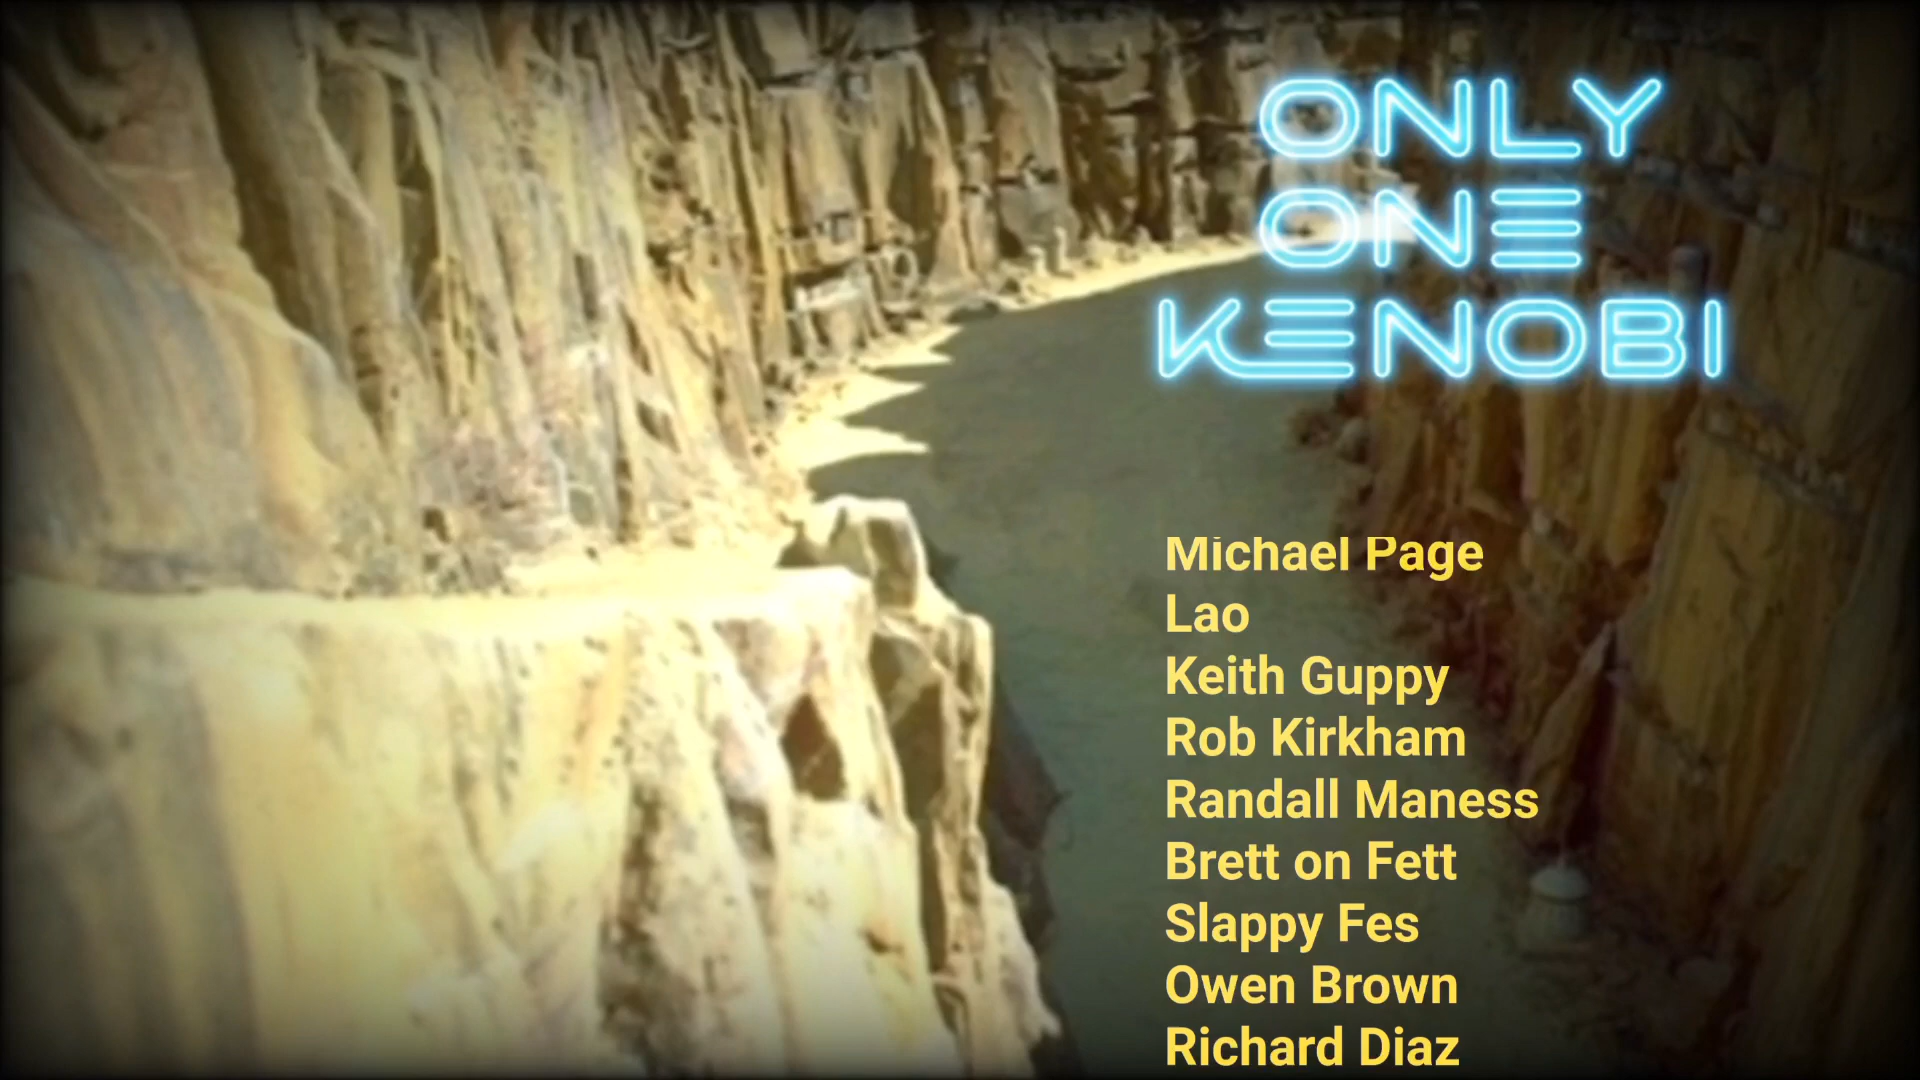 ONLY
ONE
KENOBI
Michael Page
Lao
Keith Guppy
Rob Kirkham
Randall Maness
Brett on Fett
Slappy Fes
Owen Brown
Richard Diaz